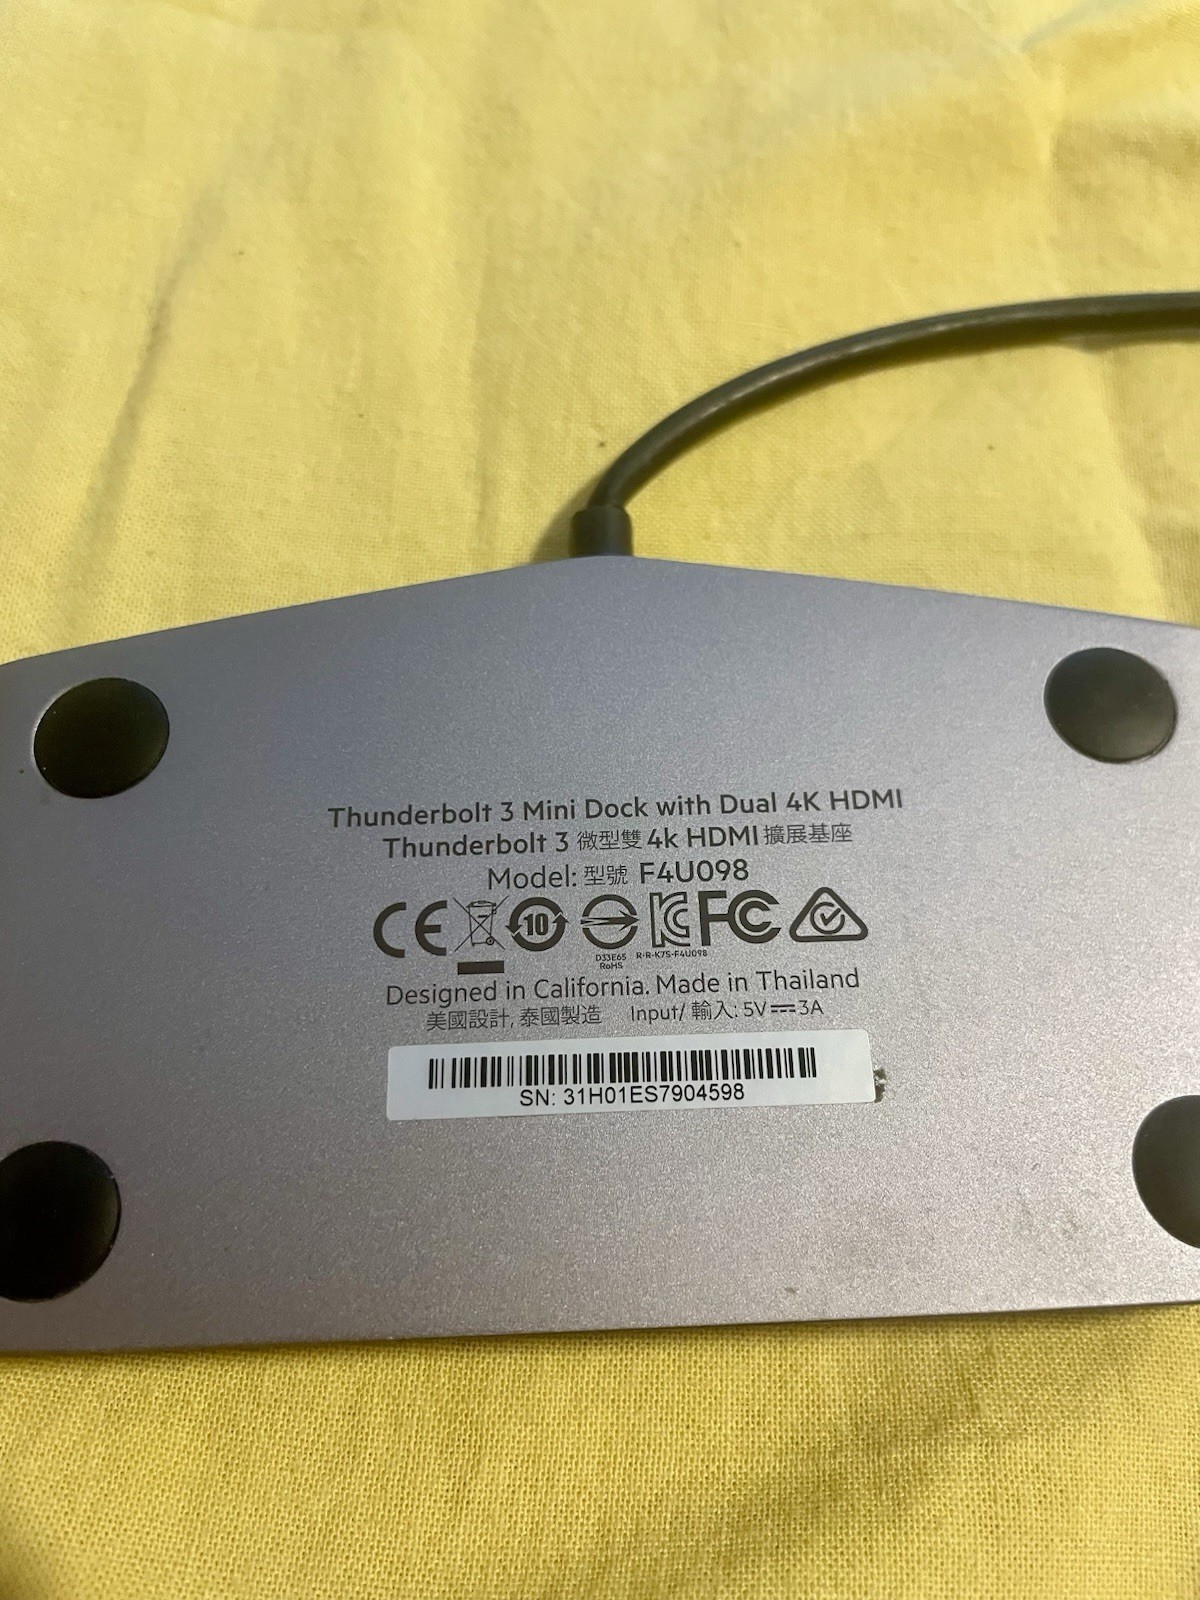 Thunderbolt 3 Mini Dock with Dual 4K HDMI
Thunderbolt 3 微型雙 4k HDMI 擴展基座
Model: 型號 F4U098
CE 10 FC
D33E65 R-R-K7S-F4U098
RoHS
Designed in California. Made in Thailand
美國設計, 泰國製造 Input/ 輸入: 5V⎓3A
SN: 31H01ES7904598